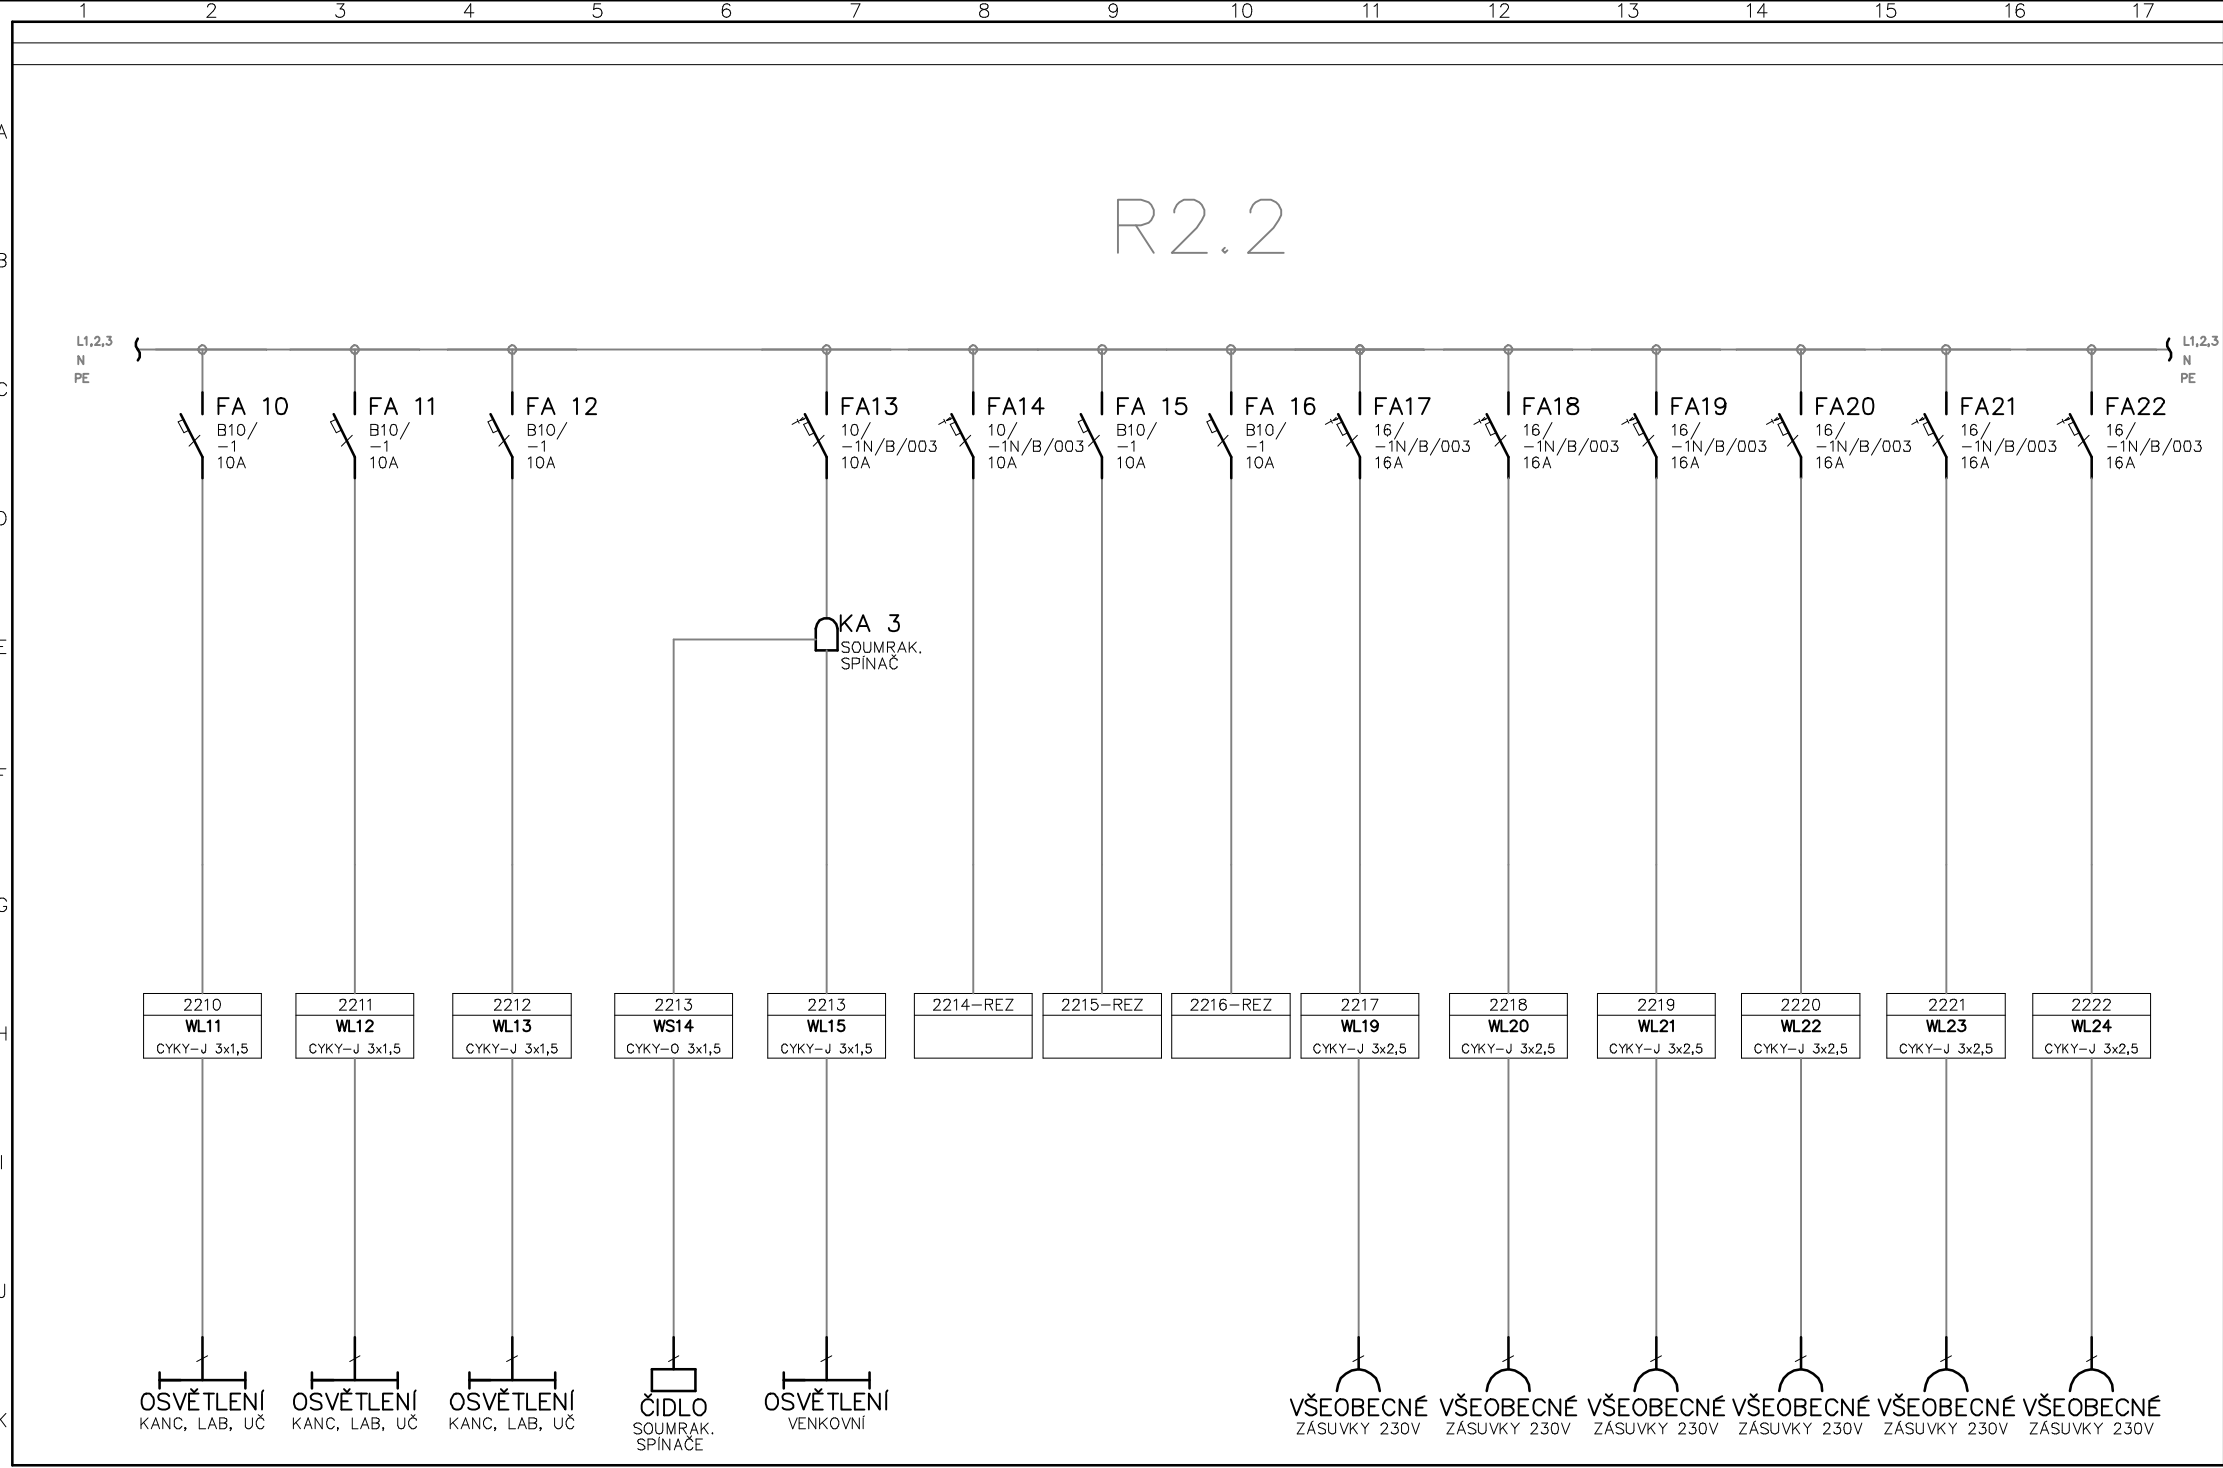 1 2 3 4 5 6 7 8 9 10 11 12 13 14 15 16 17
A
B
C
D
E
F
G
H
I
J
K
R2.2
L1,2,3
N
PE
L1,2,3
N
PE
FA 10
B10/
-1
10A
FA 11
B10/
-1
10A
FA 12
B10/
-1
10A
FA13
10/
-1N/B/003
10A
FA14
10/
-1N/B/003
10A
FA 15
B10/
-1
10A
FA 16
B10/
-1
10A
FA17
16/
-1N/B/003
16A
FA18
16/
-1N/B/003
16A
FA19
16/
-1N/B/003
16A
FA20
16/
-1N/B/003
16A
FA21
16/
-1N/B/003
16A
FA22
16/
-1N/B/003
16A
KA 3
SOUMRAK.
SPÍNAČ
2210
WL11
CYKY-J 3x1,5
2211
WL12
CYKY-J 3x1,5
2212
WL13
CYKY-J 3x1,5
2213
WS14
CYKY-O 3x1,5
2213
WL15
CYKY-J 3x1,5
2214-REZ
2215-REZ
2216-REZ
2217
WL19
CYKY-J 3x2,5
2218
WL20
CYKY-J 3x2,5
2219
WL21
CYKY-J 3x2,5
2220
WL22
CYKY-J 3x2,5
2221
WL23
CYKY-J 3x2,5
2222
WL24
CYKY-J 3x2,5
OSVĚTLENÍ
KANC, LAB, UČ
OSVĚTLENÍ
KANC, LAB, UČ
OSVĚTLENÍ
KANC, LAB, UČ
ČIDLO
SOUMRAK.
SPÍNAČE
OSVĚTLENÍ
VENKOVNÍ
VŠEOBECNÉ
ZÁSUVKY 230V
VŠEOBECNÉ
ZÁSUVKY 230V
VŠEOBECNÉ
ZÁSUVKY 230V
VŠEOBECNÉ
ZÁSUVKY 230V
VŠEOBECNÉ
ZÁSUVKY 230V
VŠEOBECNÉ
ZÁSUVKY 230V